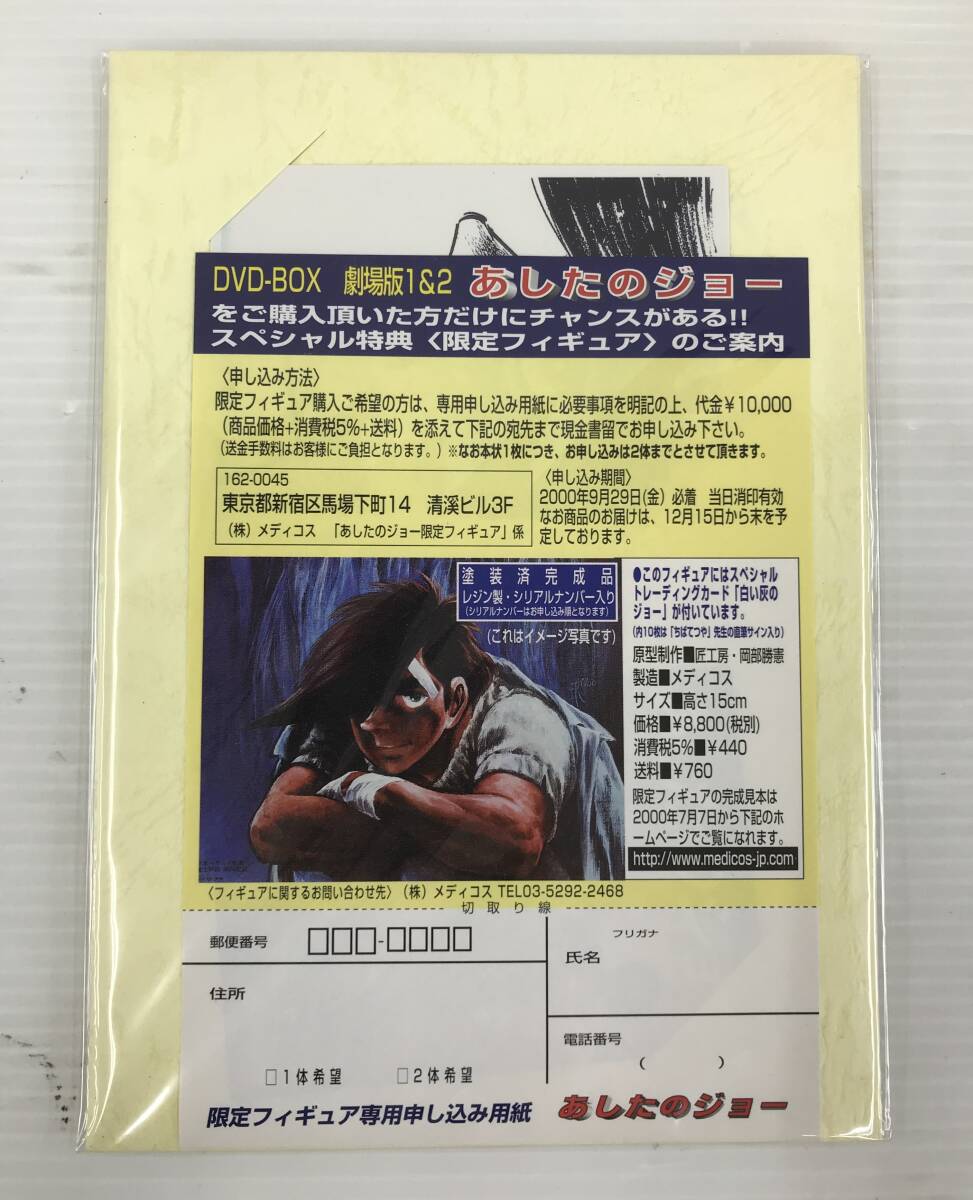 DVD-BOX 劇場版1&2 あしたのジョー
をご購入頂いた方だけにチャンスがある!!
スペシャル特典〈限定フィギュア〉のご案内
〈申し込み方法〉
限定フィギュア購入ご希望の方は、専用申し込み用紙に必要事項を明記の上、代金￥10,000
（商品価格+消費税5%+送料）を添えて下記の宛先まで現金書留でお申し込み下さい。
（送金手数料はお客様にご負担となります。）※なお本状1枚につき、お申し込みは2体までとさせて頂きます。
162-0045
東京都新宿区馬場下町14 清溪ビル3F
（株）メディコス 「あしたのジョー限定フィギュア」係
〈申し込み期間〉
2000年9月29日(金) 必着 当日消印有効
なお商品のお届けは、12月15日から末を予
定しております。
塗装済完成品
レジン製・シリアルナンバー入り
（シリアルナンバーはお申し込み順となります）
(これはイメージ写真です)
●このフィギュアにはスペシャル
トレーディングカード「白い灰の
ジョー」が付いています。
（内10枚は「ちばてつや」先生の直筆サイン入り）
原型制作■匠工房・岡部勝憲
製造■メディコス
サイズ■高さ15cm
価格■￥8,800(税別)
消費税5%■￥440
送料■￥760
限定フィギュアの完成見本は
2000年7月7日から下記のホ
ームページでご覧になれます。
http://www.medicos-jp.com
〈フィギュアに関するお問い合わせ先〉（株）メディコス TEL03-5292-2468
切取り線
郵便番号 □□□-□□□□
住所
□1体希望 □2体希望
フリガナ
氏名
電話番号
( )
限定フィギュア専用申し込み用紙 あしたのジョー